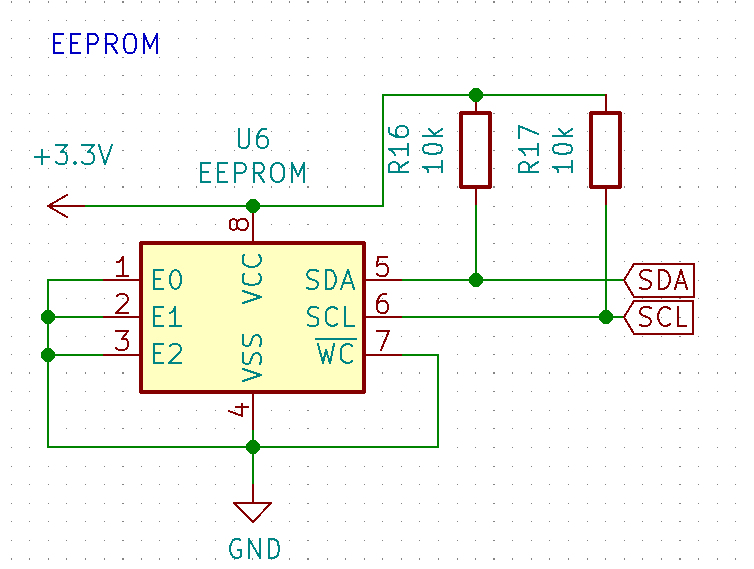 EEPROM
+3.3V
U6
EEPROM
R16
10k
R17
10k
8
1
E0
VCC
SDA
5
SDA
2
E1
SCL
6
SCL
3
E2
VSS
WC
7
4
GND